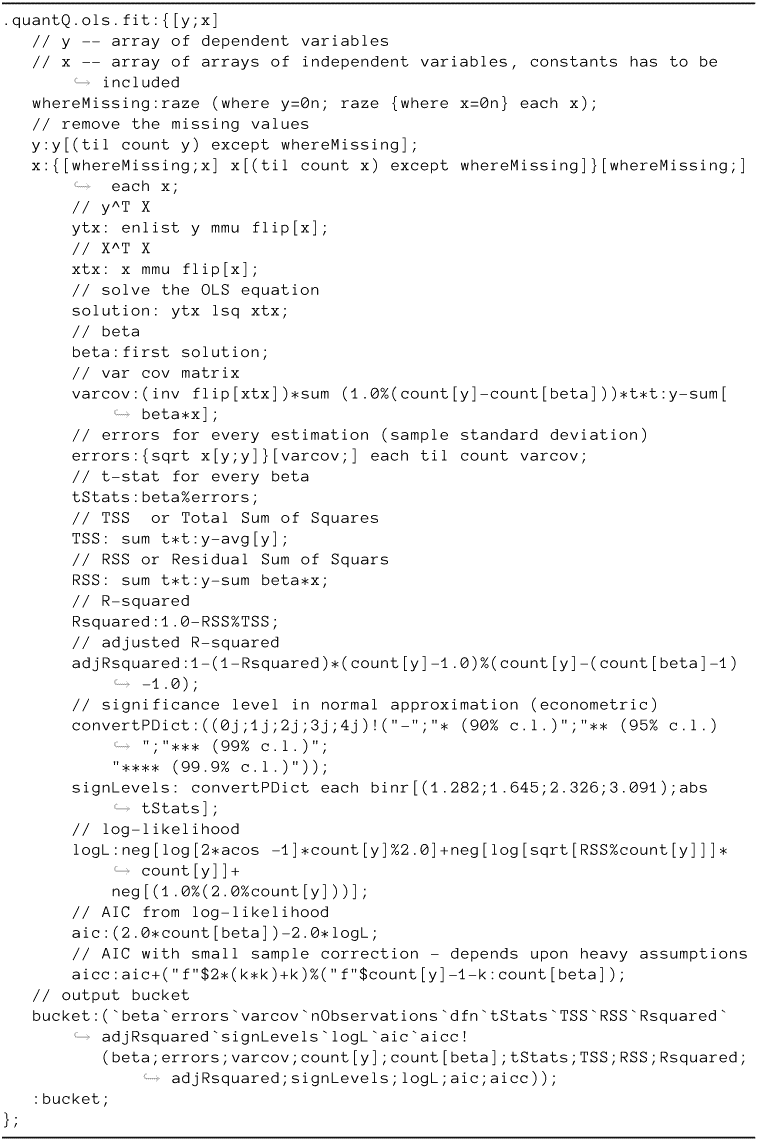 .quantQ.ols.fit:{[y;x]
// y -- array of dependent variables
// x -- array of arrays of independent variables, constants has to be
↪ included
whereMissing:raze (where y=0n; raze {where x=0n} each x);
// remove the missing values
y:y[(til count y) except whereMissing];
x:{[whereMissing;x] x[(til count x) except whereMissing]}[whereMissing;]
↪ each x;
// y^T X
ytx: enlist y mmu flip[x];
// X^T X
xtx: x mmu flip[x];
// solve the OLS equation
solution: ytx lsq xtx;
// beta
beta:first solution;
// var cov matrix
varcov:(inv flip[xtx])*sum (1.0%(count[y]-count[beta]))*t*t:y-sum[
↪ beta*x];
// errors for every estimation (sample standard deviation)
errors:{sqrt x[y;y]}[varcov;] each til count varcov;
// t-stat for every beta
tStats:beta%errors;
// TSS  or Total Sum of Squares
TSS: sum t*t:y-avg[y];
// RSS or Residual Sum of Squars
RSS: sum t*t:y-sum beta*x;
// R-squared
Rsquared:1.0-RSS%TSS;
// adjusted R-squared
adjRsquared:1-(1-Rsquared)*(count[y]-1.0)%(count[y]-(count[beta]-1)
↪ -1.0);
// significance level in normal approximation (econometric)
convertPDict:((0j;1j;2j;3j;4j)!("-";"* (90% c.l.)";"** (95% c.l.)
↪ ";"*** (99% c.l.)";
"**** (99.9% c.l.)"));
signLevels: convertPDict each binr[(1.282;1.645;2.326;3.091);abs
↪ tStats];
// log-likelihood
logL:neg[log[2*acos -1]*count[y]%2.0]+neg[log[sqrt[RSS%count[y]]]*
↪ count[y]]+
neg[(1.0%(2.0%count[y]))];
// AIC from log-likelihood
aic:(2.0*count[beta])-2.0*logL;
// AIC with small sample correction - depends upon heavy assumptions
aicc:aic+("f"$2*(k*k)+k)%("f"$count[y]-1-k:count[beta]);
// output bucket
bucket:(`beta`errors`varcov`nObservations`dfn`tStats`TSS`RSS`Rsquared`
↪ adjRsquared`signLevels`logL`aic`aicc!
(beta;errors;varcov;count[y];count[beta];tStats;TSS;RSS;Rsquared;
↪ adjRsquared;signLevels;logL;aic;aicc));
:bucket;
};